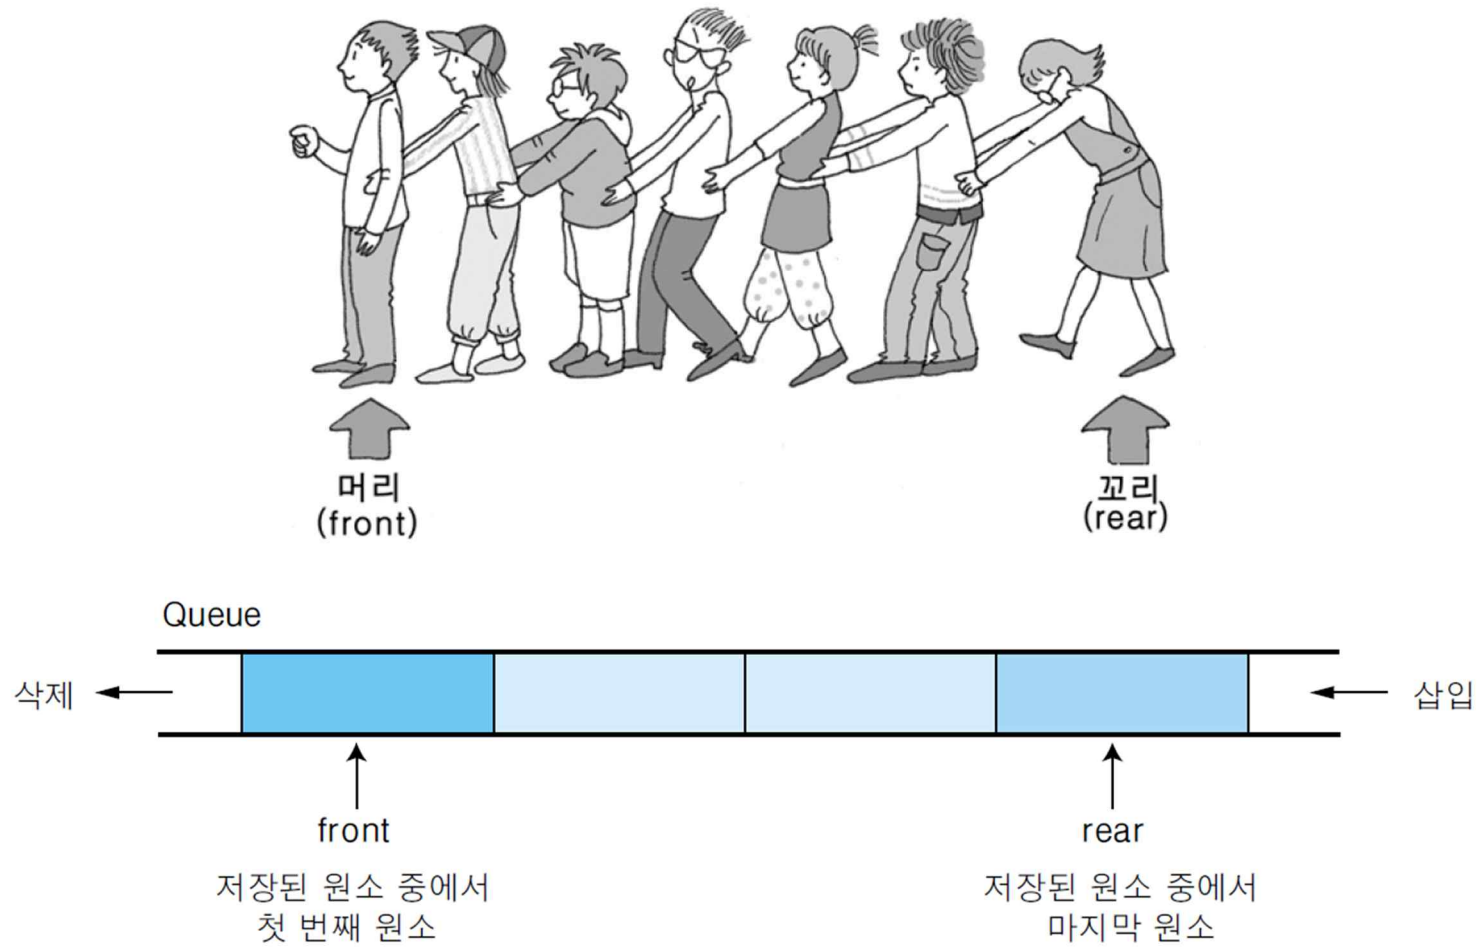 머리
(front)
꼬리
(rear)
Queue
삭제
삽입
front
rear
저장된 원소 중에서
첫 번째 원소
저장된 원소 중에서
마지막 원소